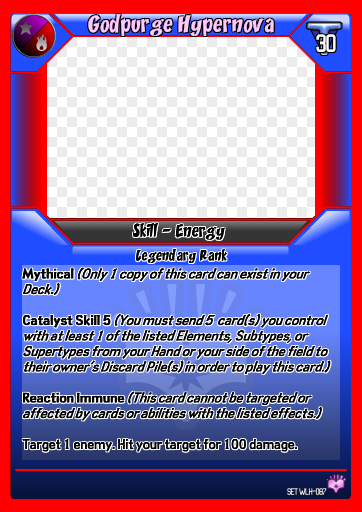 Godpurge Hypernova
30
Skill - Energy
Legendary Rank
Mythical (Only 1 copy of this card can exist in your
Deck.)
Catalyst Skill 5 (You must send 5 card(s) you control
with at least 1 of the listed Elements, Subtypes, or
Supertypes from your Hand or your side of the field to
their owner's Discard Pile(s) in order to play this card.)
Reaction Immune (This card cannot be targeted or
affected by cards or abilities with the listed effects.)
Target 1 enemy. Hit your target for 100 damage.
SET WLH-087